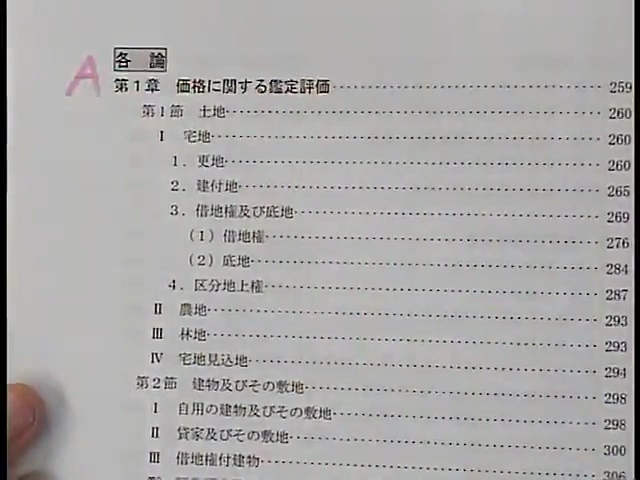 A
各 論
第1章 価格に関する鑑定評価 259
第1節 土地 260
Ⅰ 宅地 260
1．更地 260
2．建付地 265
3．借地権及び底地 269
（1）借地権 276
（2）底地 284
4．区分地上権 287
Ⅱ 農地 293
Ⅲ 林地 293
Ⅳ 宅地見込地 294
第2節 建物及びその敷地 298
Ⅰ 自用の建物及びその敷地 298
Ⅱ 貸家及びその敷地 300
Ⅲ 借地権付建物 306